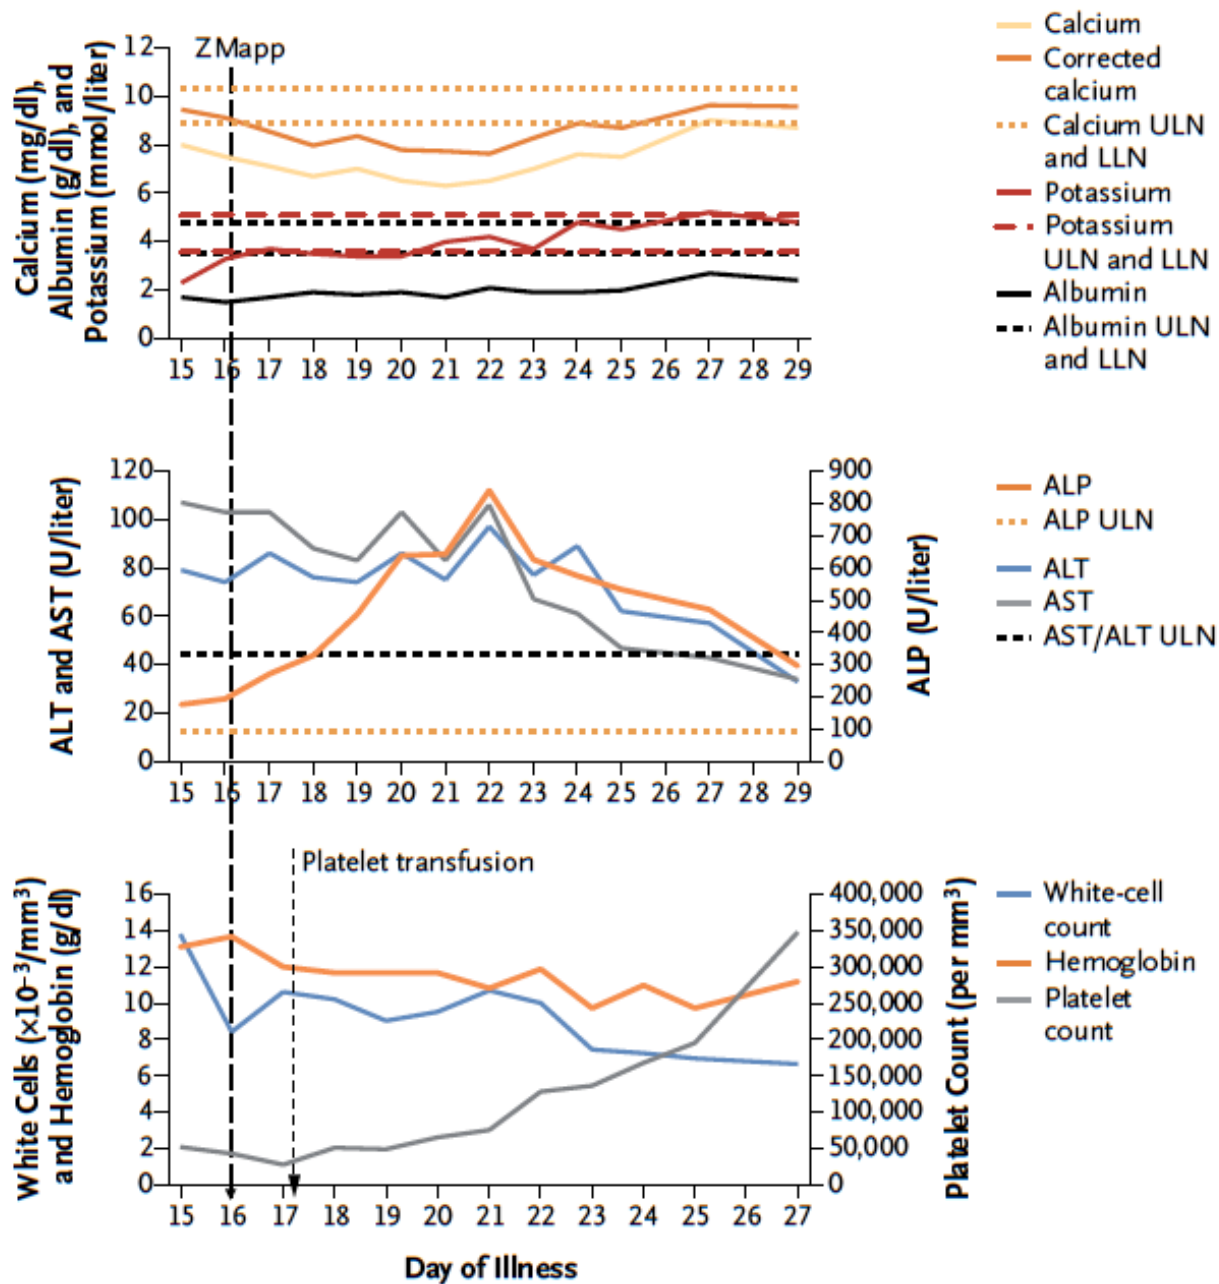 ZMapp
Calcium (mg/dl),
Albumin (g/dl), and
Potassium (mmol/liter)
12
10
8
6
4
2
0
15 16 17 18 19 20 21 22 23 24 25 26 27 29
Calcium
Corrected
calcium
Calcium ULN
and LLN
Potassium
Potassium
ULN and LLN
Albumin
Albumin ULN
and LLN
ALT and AST (U/liter)
120
100
80
60
40
20
0
15 16 17 18 19 20 21 22 23 24 25 26 27 29
900
800
700
600
500
400
300
200
100
0
ALP (U/liter)
ALP
ALP ULN
ALT
AST
AST/ALT ULN
Platelet transfusion
White Cells (×10⁻³/mm³)
and Hemoglobin (g/dl)
16
14
12
10
8
6
4
2
0
15 16 17 18 19 20 21 22 23 24 25 26 27
400,000
350,000
300,000
250,000
200,000
150,000
100,000
50,000
0
Platelet Count (per mm³)
White-cell
count
Hemoglobin
Platelet
count
Day of Illness